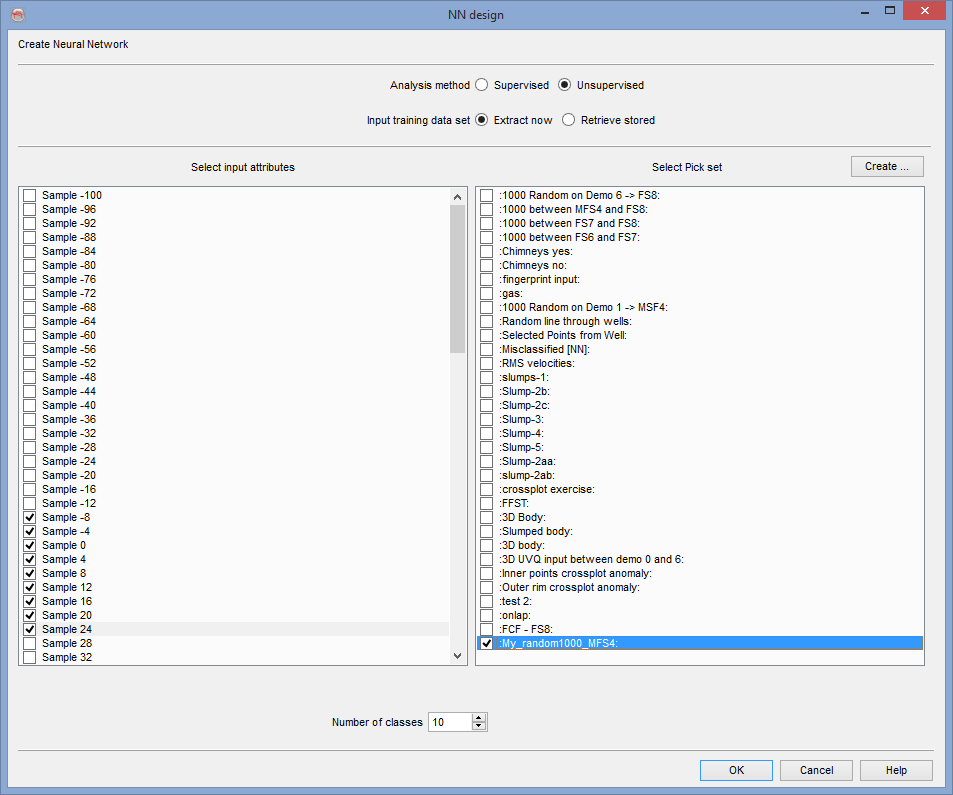 NN design
Create Neural Network
Analysis method Supervised Unsupervised
Input training data set Extract now Retrieve stored
Select input attributes
Sample -100
Sample -96
Sample -92
Sample -88
Sample -84
Sample -80
Sample -76
Sample -72
Sample -68
Sample -64
Sample -60
Sample -56
Sample -52
Sample -48
Sample -44
Sample -40
Sample -36
Sample -32
Sample -28
Sample -24
Sample -20
Sample -16
Sample -12
Sample -8
Sample -4
Sample 0
Sample 4
Sample 8
Sample 12
Sample 16
Sample 20
Sample 24
Sample 28
Sample 32
Select Pick set
Create ...
:1000 Random on Demo 6 -> FS8:
:1000 between MFS4 and FS8:
:1000 between FS7 and FS8:
:1000 between FS6 and FS7:
:Chimneys yes:
:Chimneys no:
:fingerprint input:
:gas:
:1000 Random on Demo 1 -> MSF4:
:Random line through wells:
:Selected Points from Well:
:Misclassified [NN]:
:RMS velocities:
:slumps-1:
:Slump-2b:
:Slump-2c:
:Slump-3:
:Slump-4:
:Slump-5:
:Slump-2aa:
:slump-2ab:
:crossplot exercise:
:FFST:
:3D Body:
:Slumped body:
:3D body:
:3D UVQ input between demo 0 and 6:
:Inner points crossplot anomaly:
:Outer rim crossplot anomaly:
:test 2:
:onlap:
:FCF - FS8:
:My_random1000_MFS4:
Number of classes 10
OK Cancel Help